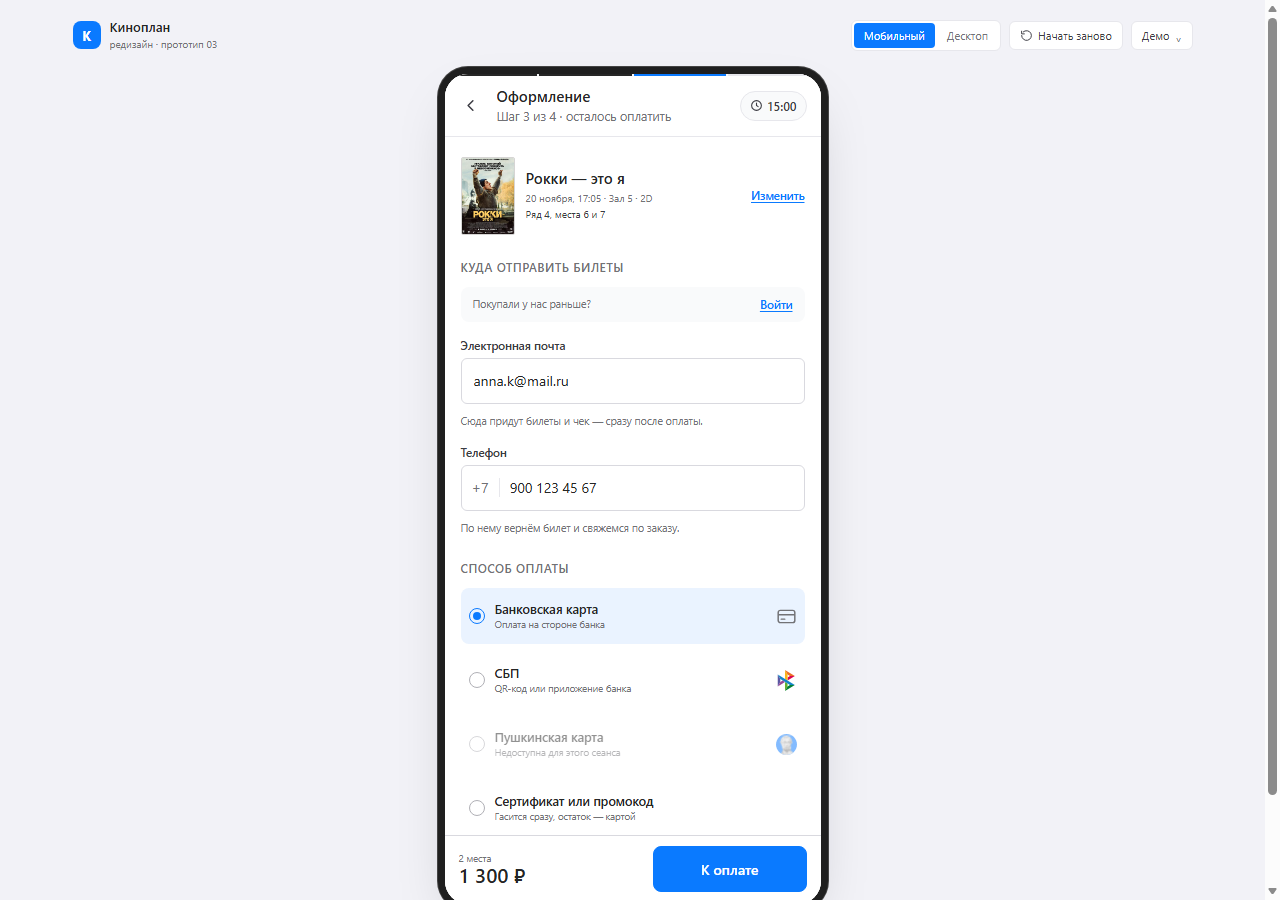 К
Киноплан
редизайн · прототип 03
Мобильный
Десктоп
Начать заново
Демо
Оформление
Шаг 3 из 4 · осталось оплатить
15:00
РОККИ
ЭТО Я
Рокки — это я
20 ноября, 17:05 · Зал 5 · 2D
Ряд 4, места 6 и 7
Изменить
КУДА ОТПРАВИТЬ БИЛЕТЫ
Покупали у нас раньше?
Войти
Электронная почта
anna.k@mail.ru
Сюда придут билеты и чек — сразу после оплаты.
Телефон
+7
900 123 45 67
По нему вернём билет и свяжемся по заказу.
СПОСОБ ОПЛАТЫ
Банковская карта
Оплата на стороне банка
СБП
QR-код или приложение банка
Пушкинская карта
Недоступна для этого сеанса
Сертификат или промокод
Гасится сразу, остаток — картой
2 места
1 300 ₽
К оплате